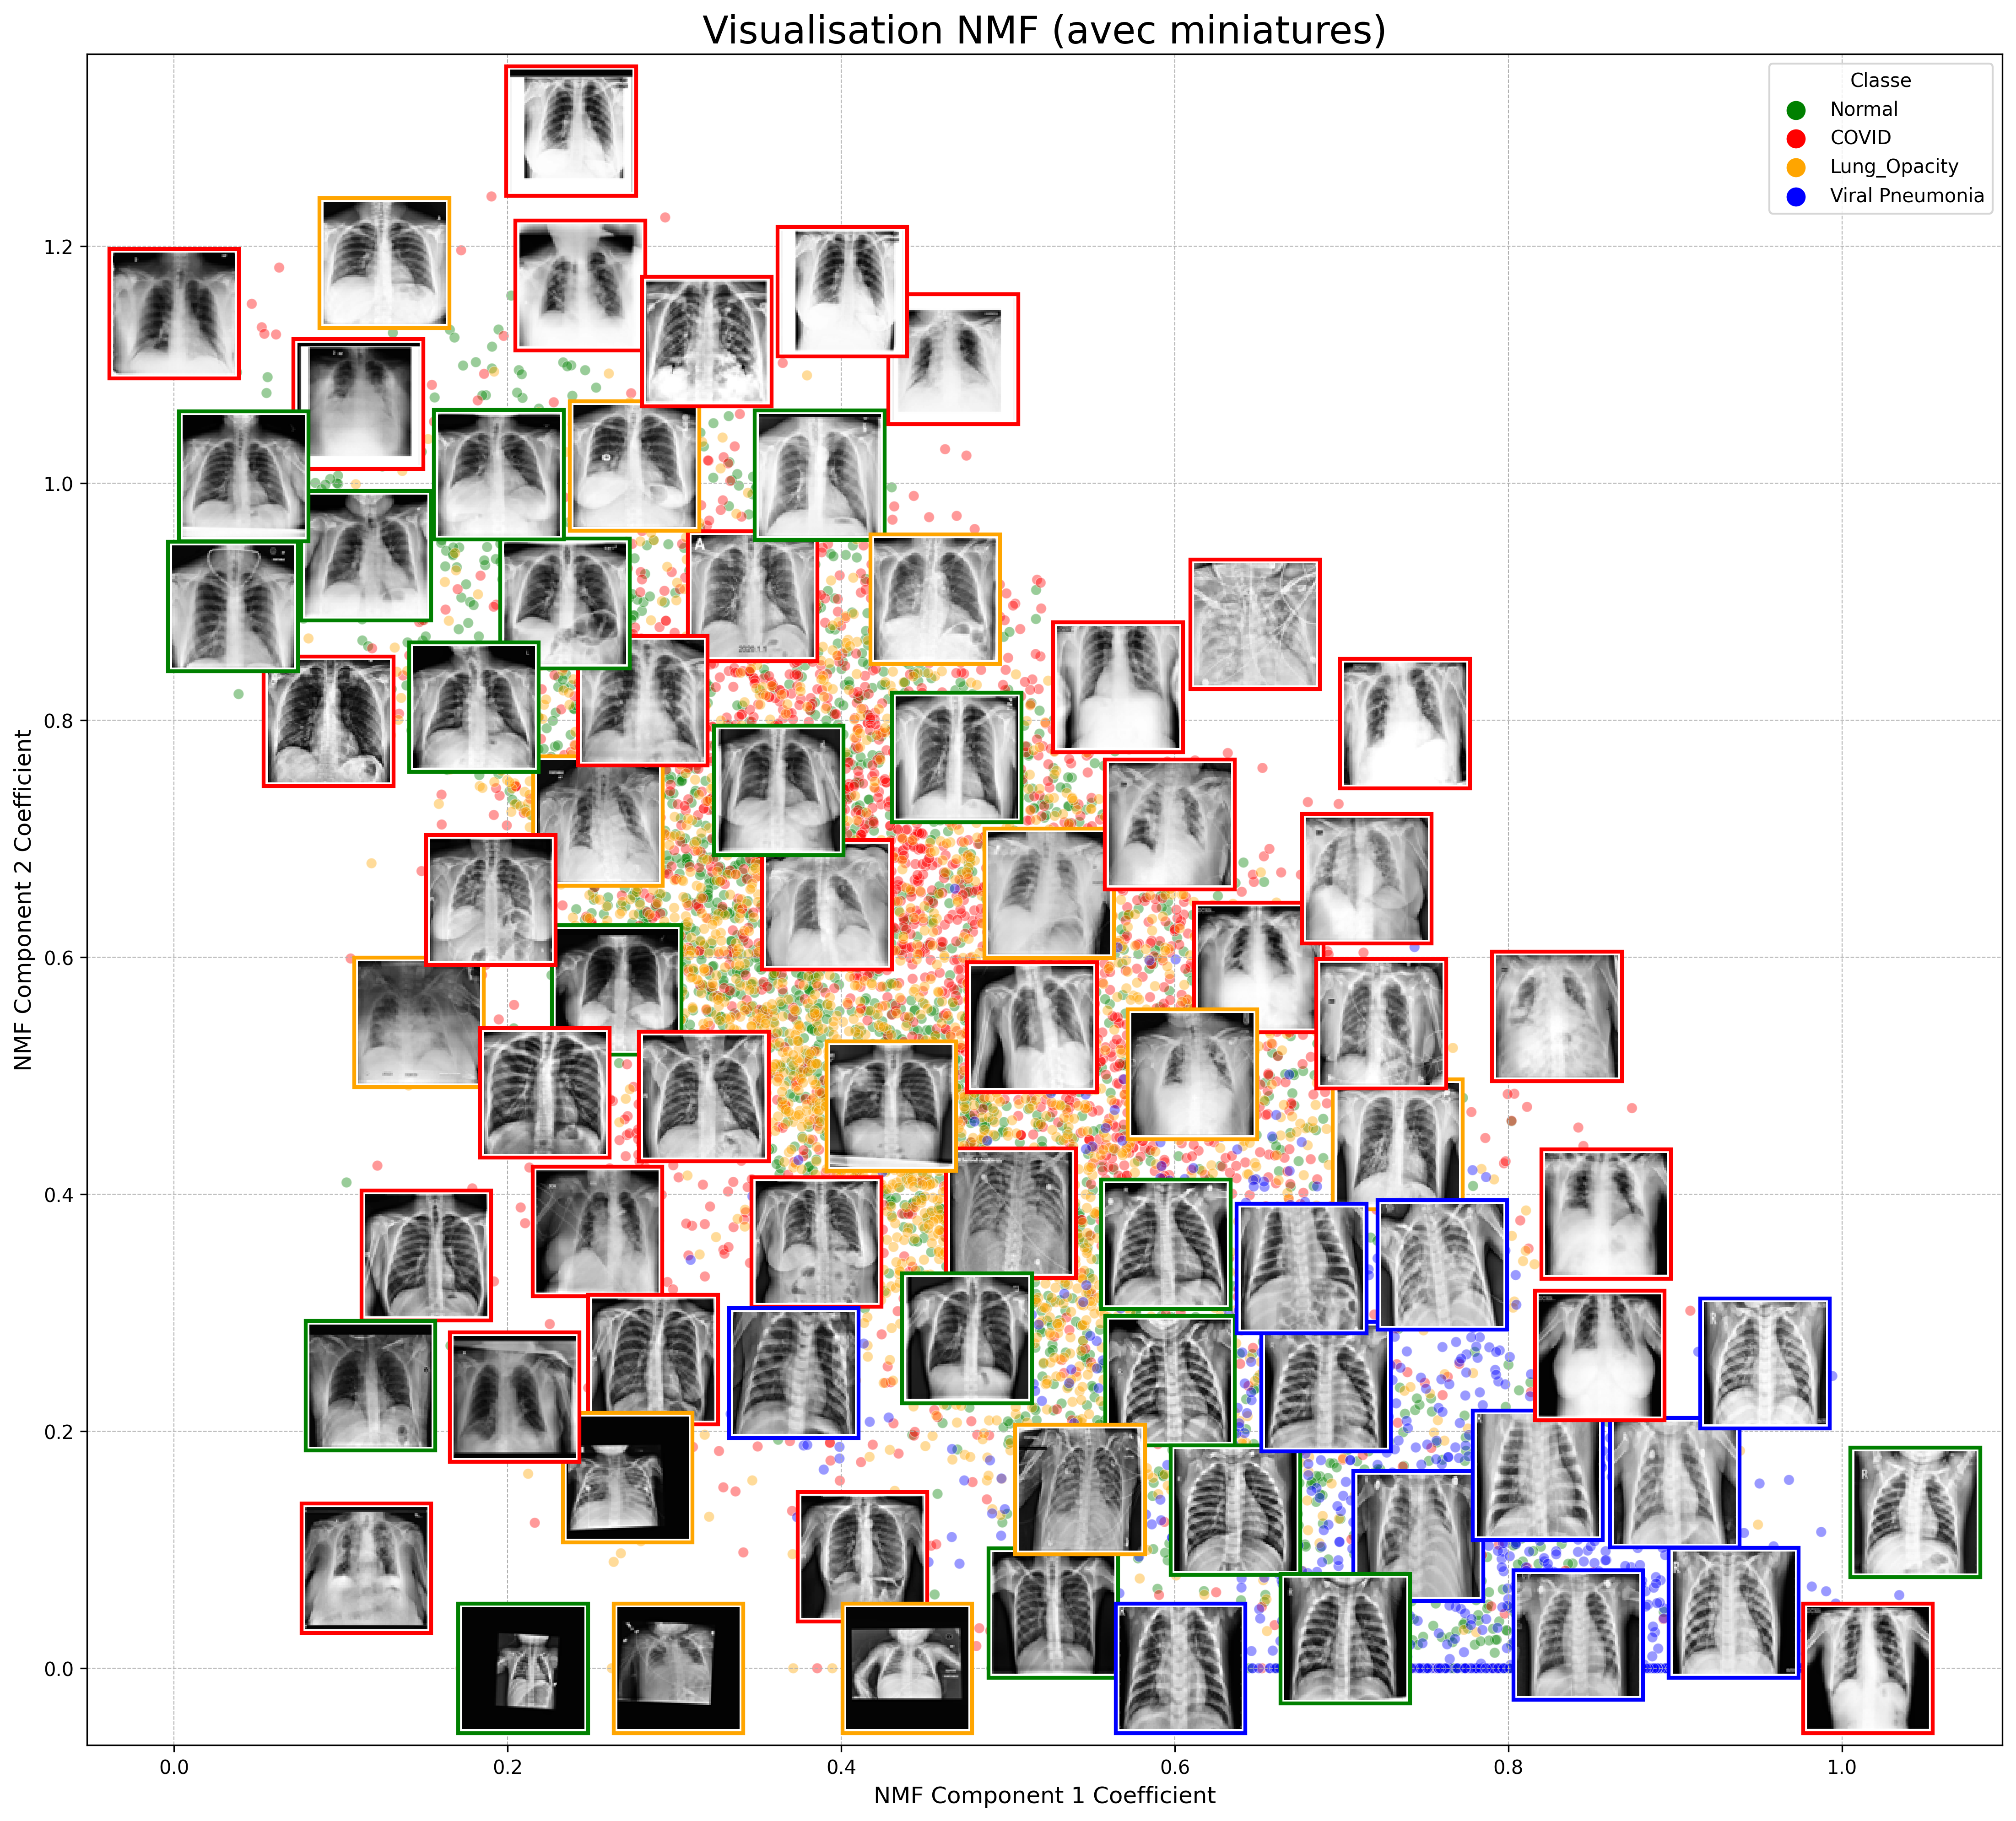 Visualisation NMF (avec miniatures)
Classe
Normal
COVID
Lung_Opacity
Viral Pneumonia
NMF Component 2 Coefficient
1.2
1.0
0.8
0.6
0.4
0.2
0.0
A
2020.1.1
R
R
0.0
0.2
0.4
0.6
0.8
1.0
NMF Component 1 Coefficient